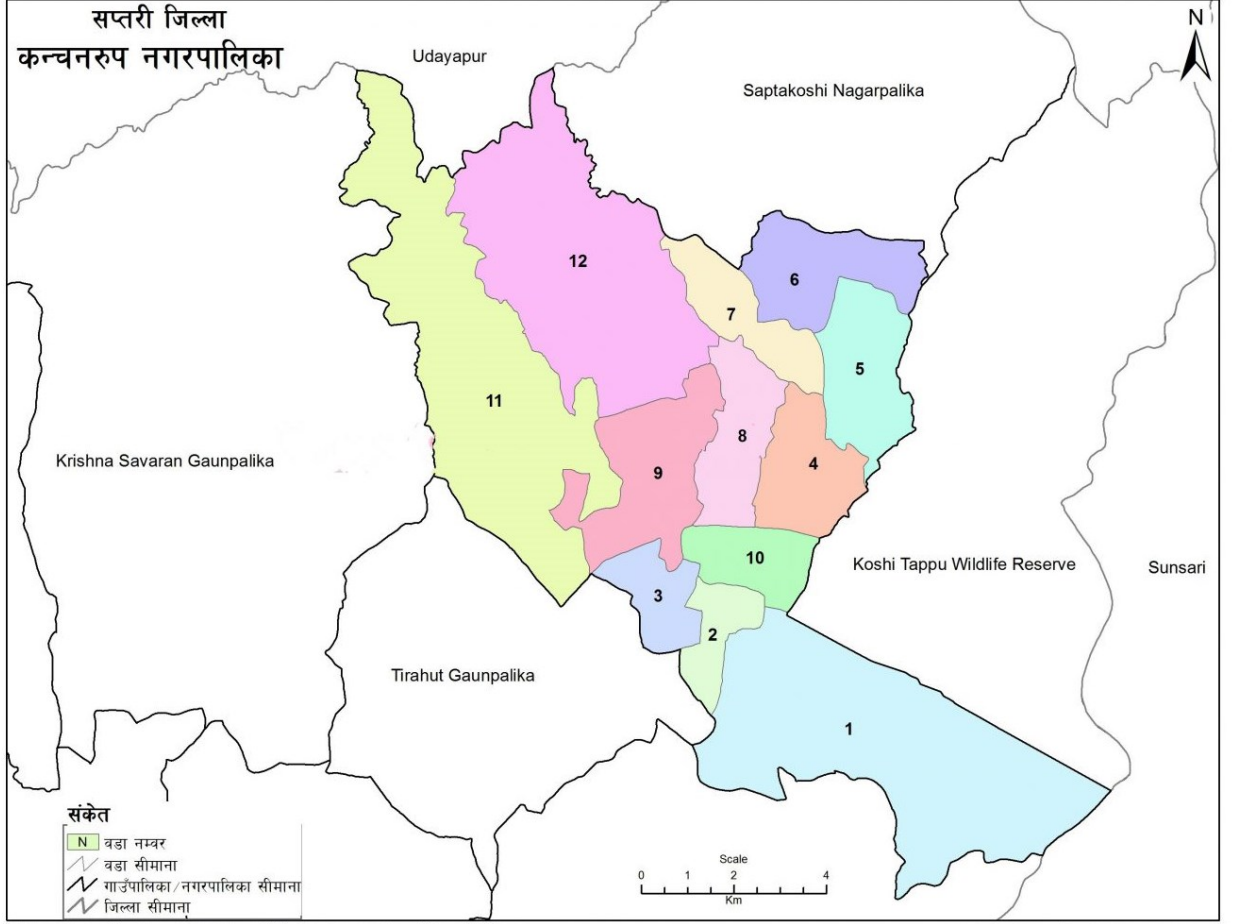 सप्तरी जिल्ला
कन्चनरुप नगरपालिका
N
Udayapur
Saptakoshi Nagarpalika
12
6
7
5
11
8
4
Krishna Savaran Gaunpalika
9
10
Koshi Tappu Wildlife Reserve
Sunsari
3
2
Tirahut Gaunpalika
1
संकेत
N वडा नम्वर
वडा सीमाना
गाउँपालिका/नगरपालिका सीमाना
जिल्ला सीमाना
Scale
0 1 2 4
Km